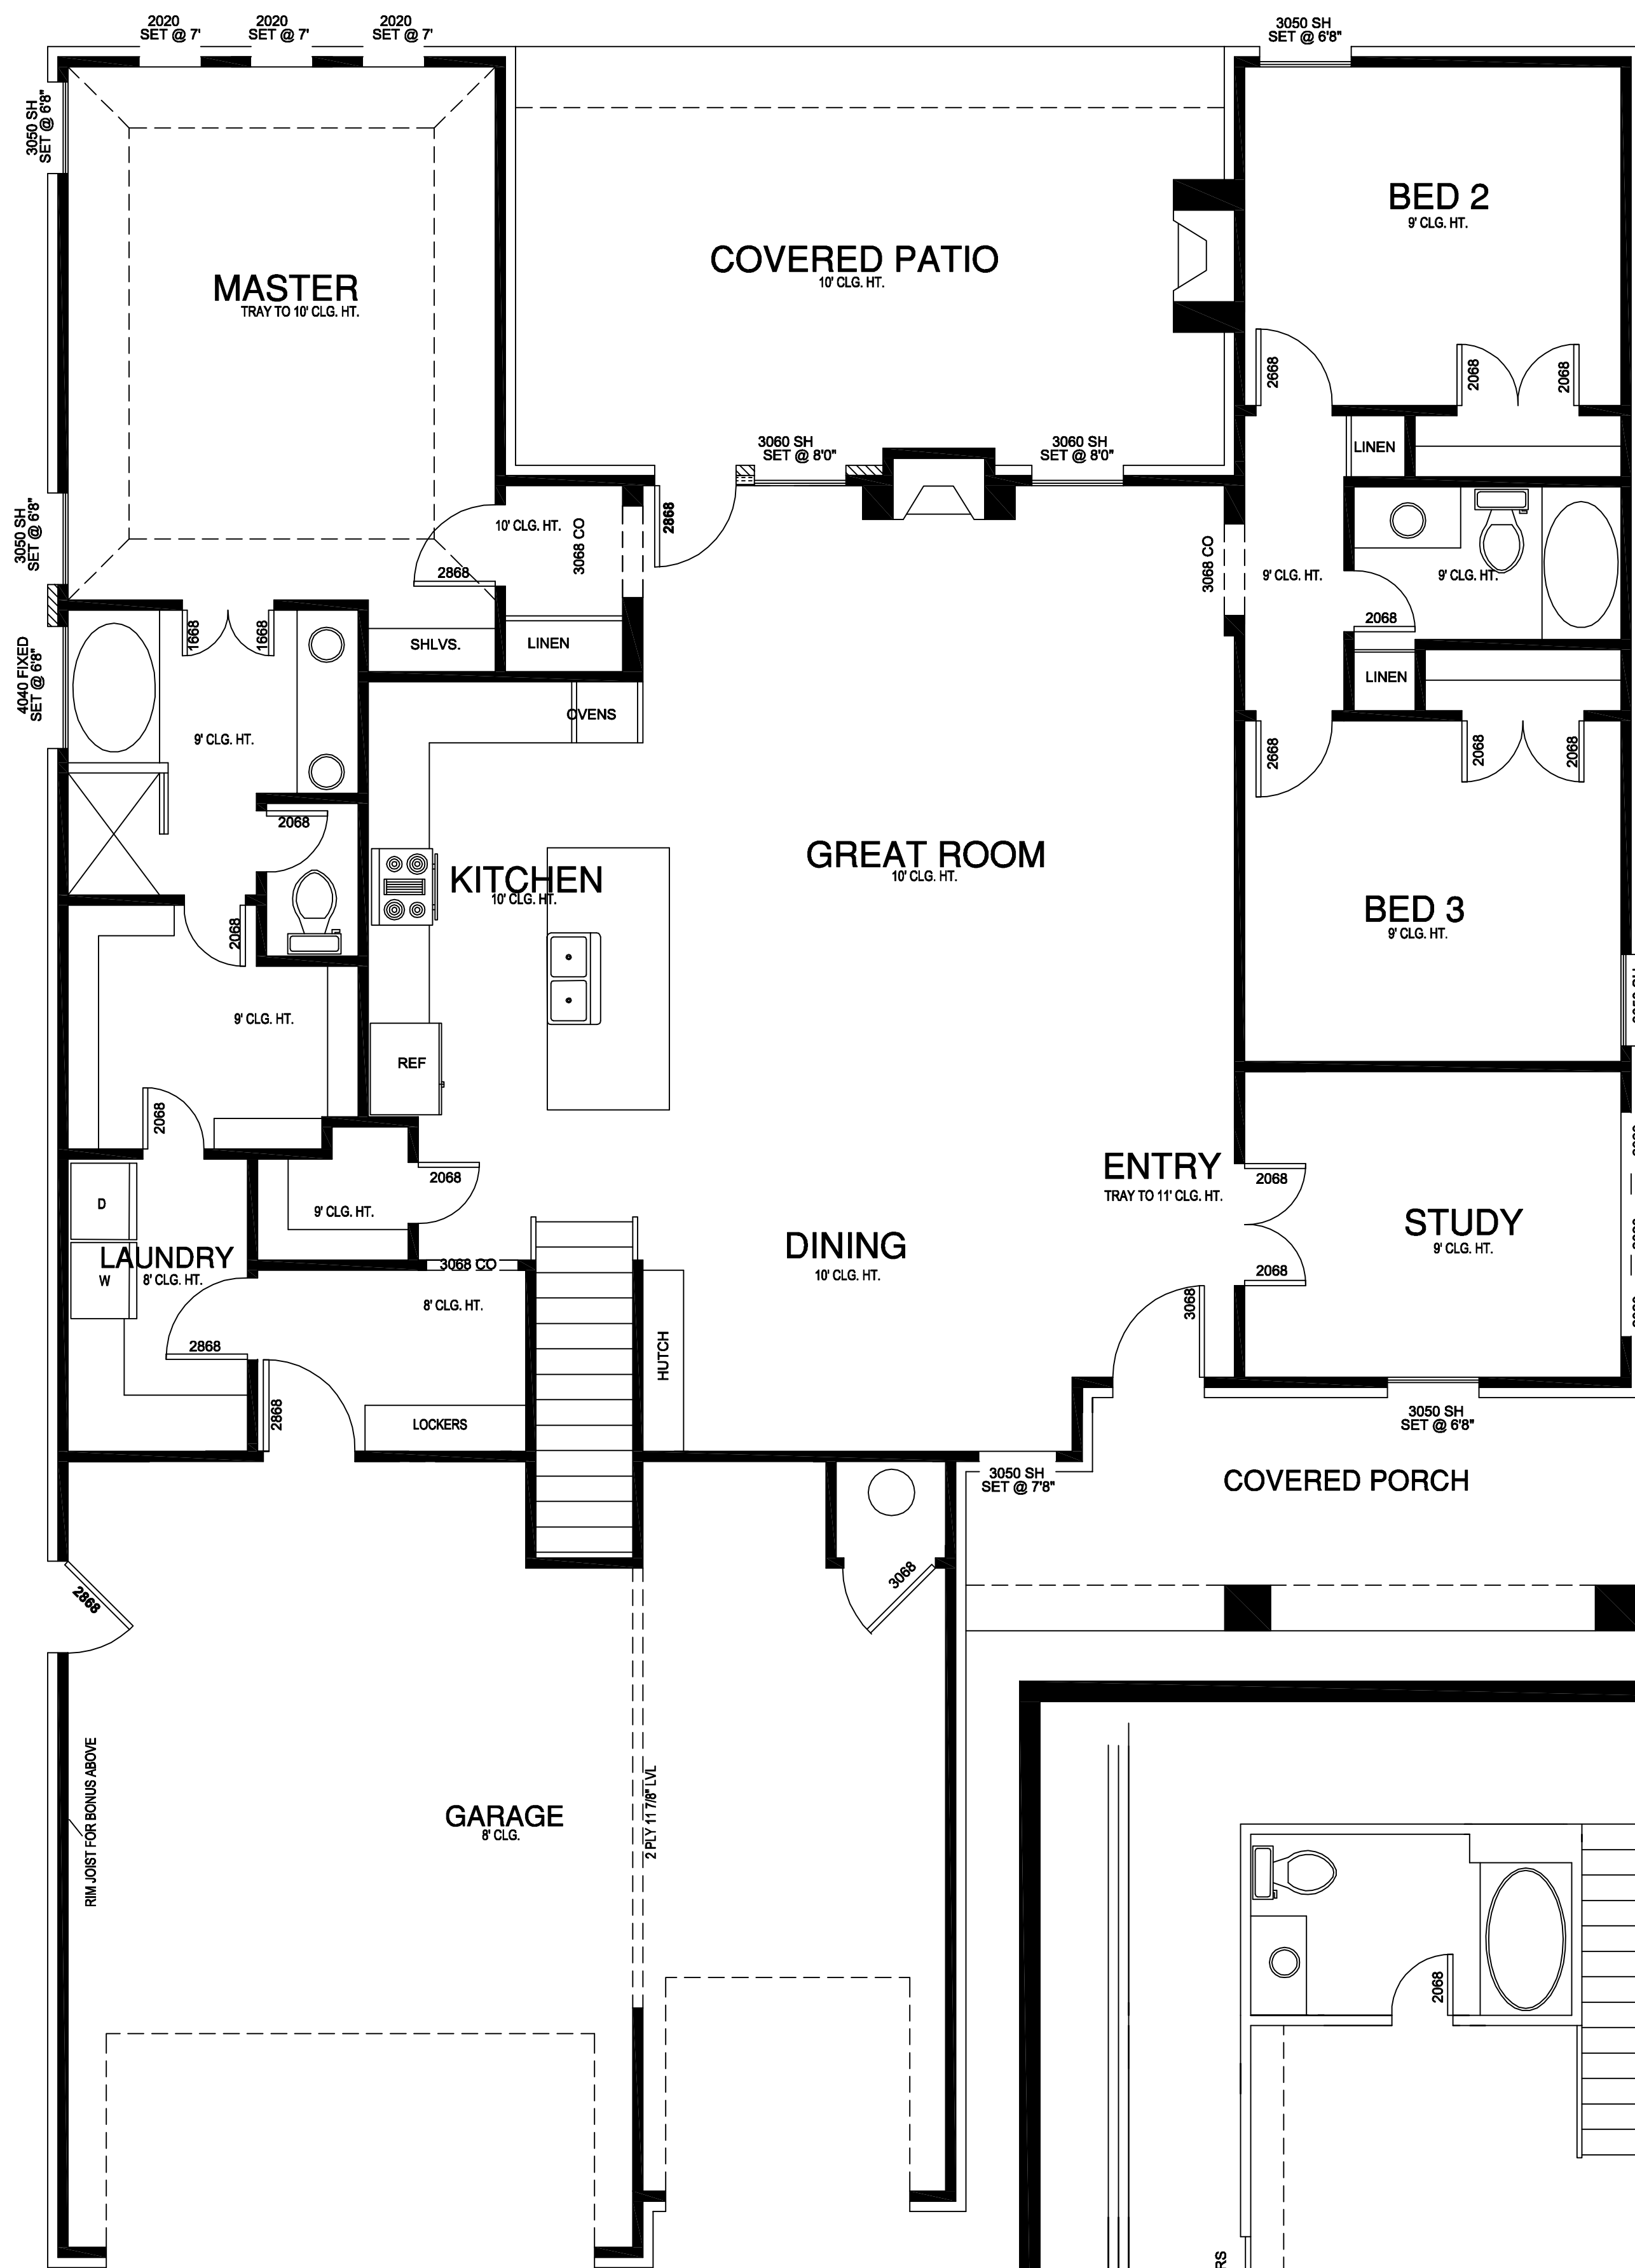 2020
SET @ 7'
2020
SET @ 7'
2020
SET @ 7'
3050 SH
SET @ 6'8"
3050 SH
SET @ 6'8"
MASTER
TRAY TO 10' CLG. HT.
COVERED PATIO
10' CLG. HT.
BED 2
9' CLG. HT.
2668
2068
2068
3060 SH
SET @ 8'0"
3060 SH
SET @ 8'0"
LINEN
3050 SH
SET @ 6'8"
10' CLG. HT.
3068 CO
2868
2868
3068 CO
9' CLG. HT.
9' CLG. HT.
2068
4040 FIXED
SET @ 6'8"
1668
1668
SHLVS.
LINEN
LINEN
OVENS
9' CLG. HT.
2668
2068
2068
2068
KITCHEN
10' CLG. HT.
GREAT ROOM
10' CLG. HT.
BED 3
9' CLG. HT.
2068
9' CLG. HT.
REF
2068
2068
D
9' CLG. HT.
LAUNDRY
8' CLG. HT.
W
3068 CO
8' CLG. HT.
ENTRY
TRAY TO 11' CLG. HT.
2068
STUDY
9' CLG. HT.
DINING
10' CLG. HT.
2068
3068
2868
HUTCH
2868
LOCKERS
3050 SH
SET @ 6'8"
3050 SH
SET @ 7'8"
COVERED PORCH
2868
3068
RIM JOIST FOR BONUS ABOVE
2 PLY 11 7/8" LVL
GARAGE
8' CLG.
2068